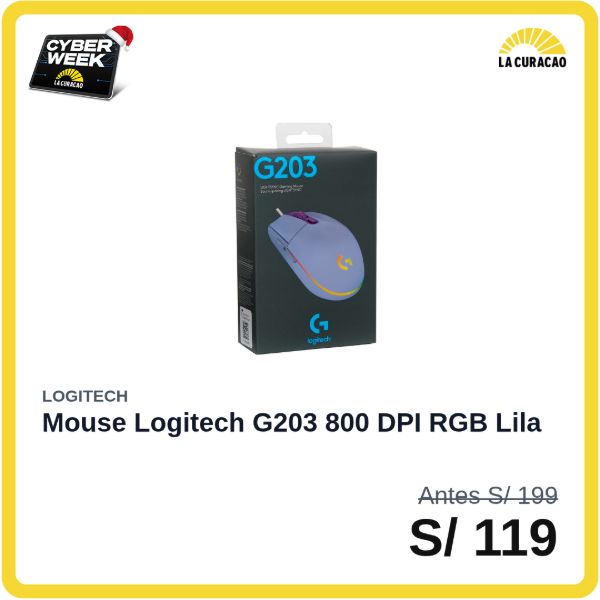 CYBER
WEEK
LA CURACAO
LA CURACAO
G203
logitech
LOGITECH
Mouse Logitech G203 800 DPI RGB Lila
Antes S/ 199
S/ 119